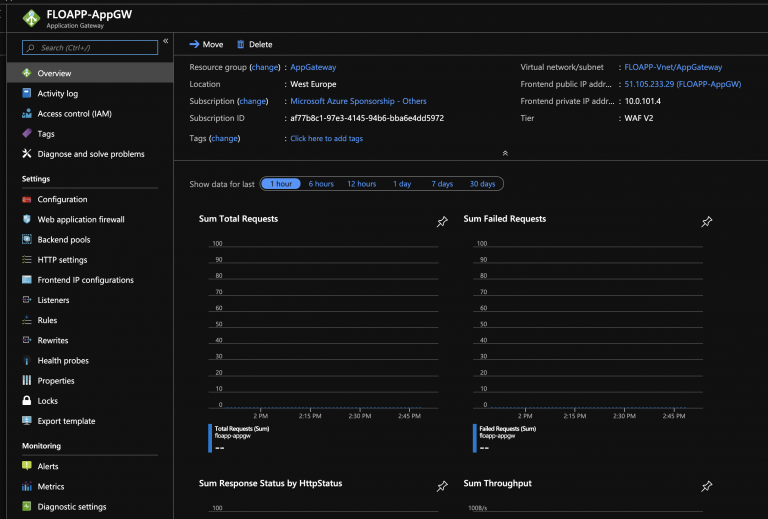 FLOAPP-AppGW
Application Gateway
Search (Ctrl+/)
«
Overview
Activity log
Access control (IAM)
Tags
Diagnose and solve problems
Settings
Configuration
Web application firewall
Backend pools
HTTP settings
Frontend IP configurations
Listeners
Rules
Rewrites
Health probes
Properties
Locks
Export template
Monitoring
Alerts
Metrics
Diagnostic settings
Move Delete
Resource group (change) : AppGateway
Location : West Europe
Subscription (change) : Microsoft Azure Sponsorship - Others
Subscription ID : af77b8c1-97e3-4145-94b6-bba6e4dd5972
Tags (change) : Click here to add tags
Virtual network/subnet : FLOAPP-Vnet/AppGateway
Frontend public IP addr... : 51.105.233.29 (FLOAPP-AppGW)
Frontend private IP addr... : 10.0.101.4
Tier : WAF V2
Show data for last 1 hour 6 hours 12 hours 1 day 7 days 30 days
Sum Total Requests
100
90
80
70
60
50
40
30
20
10
0
2 PM 2:15 PM 2:30 PM 2:45 PM
Total Requests (Sum)
floapp-appgw
--
Sum Failed Requests
100
90
80
70
60
50
40
30
20
10
0
2 PM 2:15 PM 2:30 PM 2:45 PM
Failed Requests (Sum)
floapp-appgw
--
Sum Response Status by HttpStatus
100
Sum Throughput
100B/s